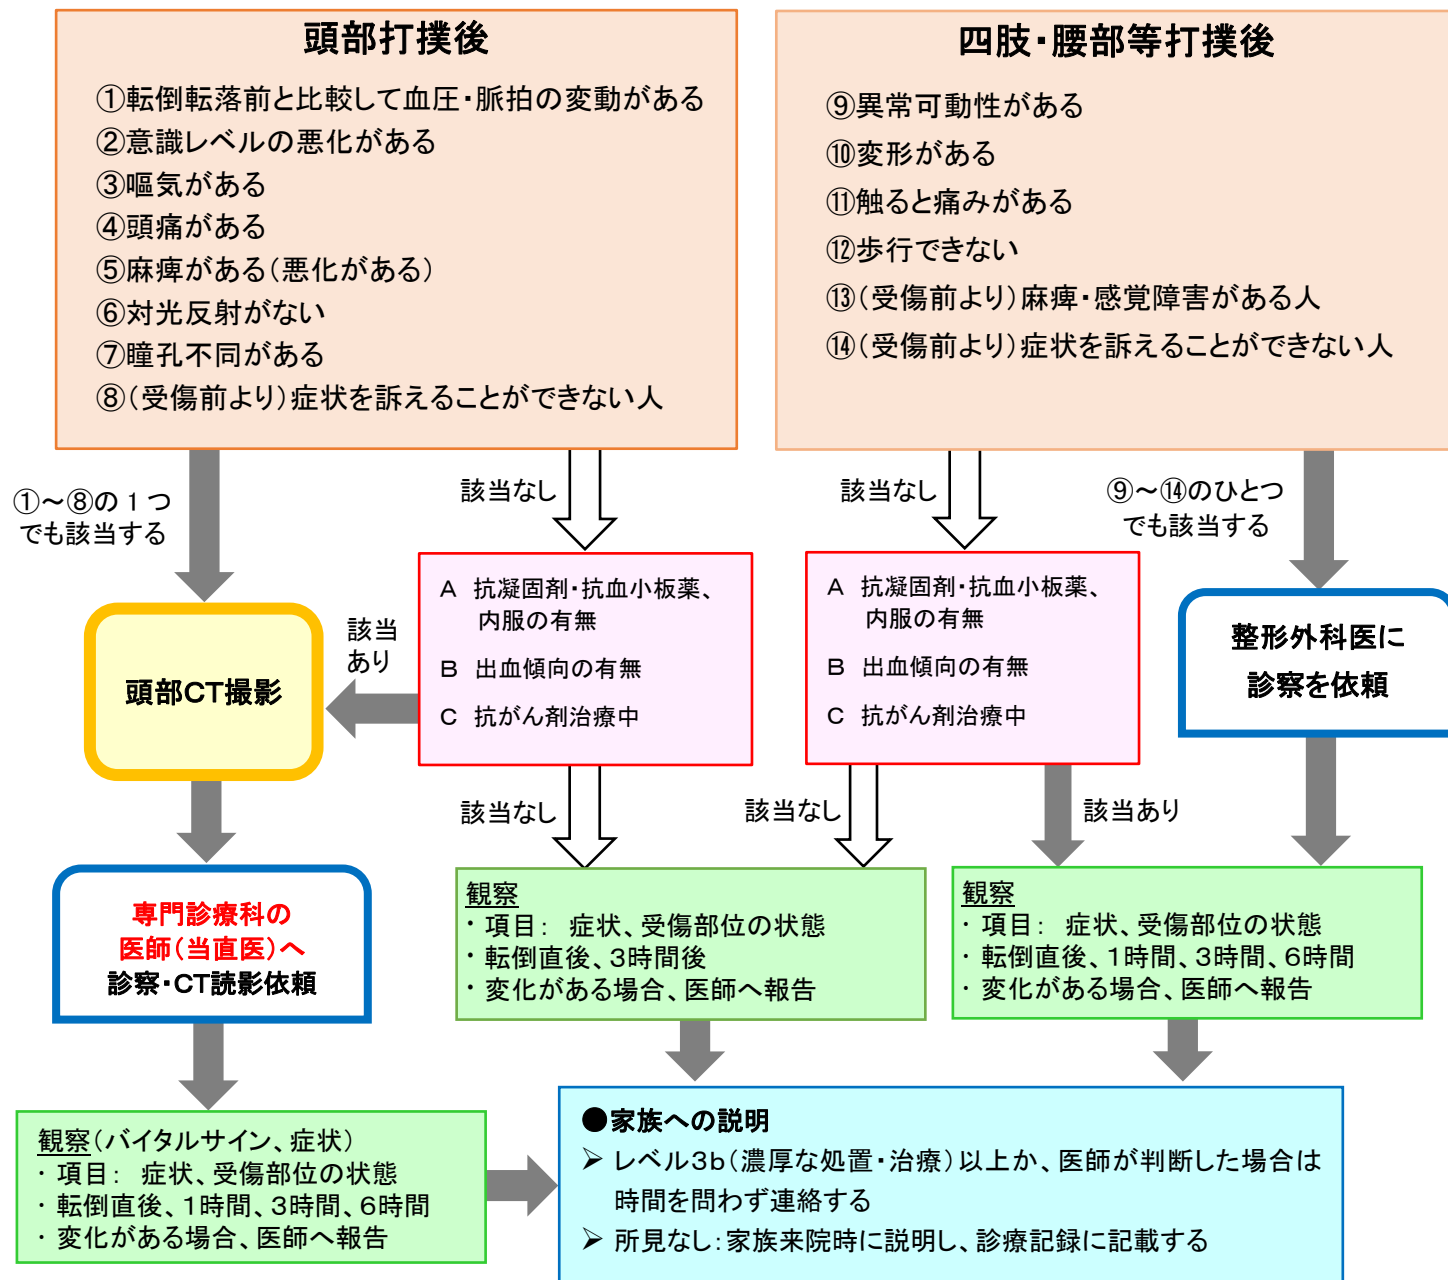 頭部打撲後
①転倒転落前と比較して血圧・脈拍の変動がある
②意識レベルの悪化がある
③嘔気がある
④頭痛がある
⑤麻痺がある(悪化がある)
⑥対光反射がない
⑦瞳孔不同がある
⑧(受傷前より)症状を訴えることができない人
四肢・腰部等打撲後
⑨異常可動性がある
⑩変形がある
⑪触ると痛みがある
⑫歩行できない
⑬(受傷前より)麻痺・感覚障害がある人
⑭(受傷前より)症状を訴えることができない人
①～⑧の1つ
でも該当する
該当なし
該当なし
⑨～⑭のひとつ
でも該当する
A 抗凝固剤・抗血小板薬、
内服の有無
B 出血傾向の有無
C 抗がん剤治療中
該当
あり
頭部CT撮影
A 抗凝固剤・抗血小板薬、
内服の有無
B 出血傾向の有無
C 抗がん剤治療中
整形外科医に
診察を依頼
該当なし
該当なし
該当あり
専門診療科の
医師(当直医)へ
診察・CT読影依頼
観察
・項目: 症状、受傷部位の状態
・転倒直後、3時間後
・変化がある場合、医師へ報告
観察
・項目: 症状、受傷部位の状態
・転倒直後、1時間、3時間、6時間
・変化がある場合、医師へ報告
観察(バイタルサイン、症状)
・項目: 症状、受傷部位の状態
・転倒直後、1時間、3時間、6時間
・変化がある場合、医師へ報告
●家族への説明
➢ レベル3b(濃厚な処置・治療)以上か、医師が判断した場合は
時間を問わず連絡する
➢ 所見なし:家族来院時に説明し、診療記録に記載する